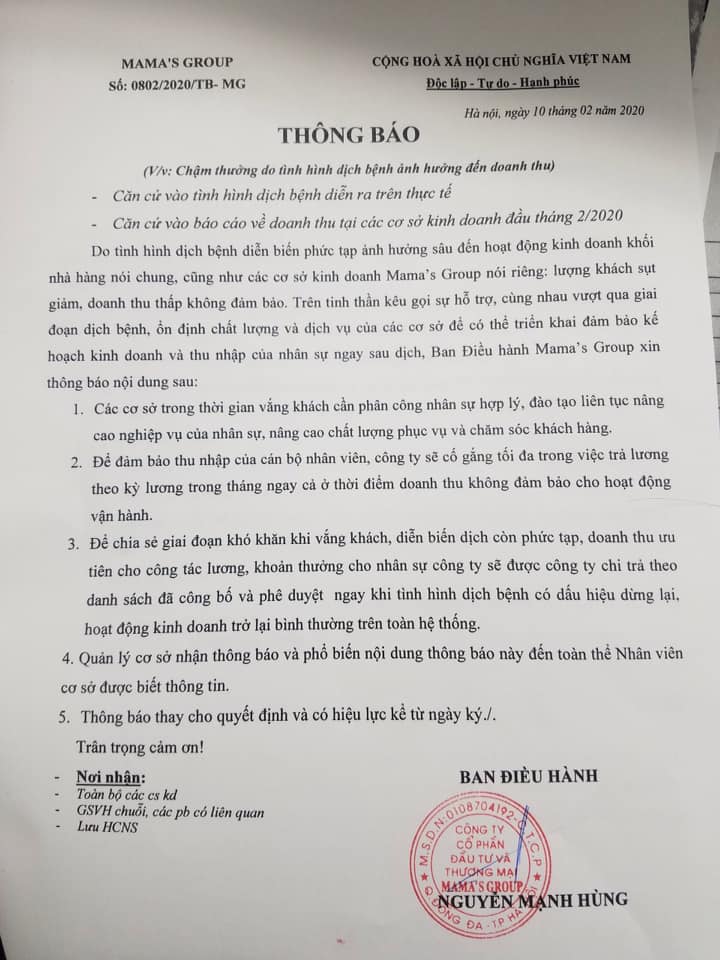 MAMA'S GROUP
CỘNG HOÀ XÃ HỘI CHỦ NGHĨA VIỆT NAM
Số: 0802/2020/TB- MG
Độc lập - Tự do - Hạnh phúc
Hà nội, ngày 10 tháng 02 năm 2020
THÔNG BÁO
(V/v: Chậm thưởng do tình hình dịch bệnh ảnh hưởng đến doanh thu)
- Căn cứ vào tình hình dịch bệnh diễn ra trên thực tế
- Căn cứ vào báo cáo về doanh thu tại các cơ sở kinh doanh đầu tháng 2/2020
Do tình hình dịch bệnh diễn biến phức tạp ảnh hưởng sâu đến hoạt động kinh doanh khối
nhà hàng nói chung, cũng như các cơ sở kinh doanh Mama's Group nói riêng: lượng khách sụt
giảm, doanh thu thấp không đảm bảo. Trên tinh thần kêu gọi sự hỗ trợ, cùng nhau vượt qua giai
đoạn dịch bệnh, ổn định chất lượng và dịch vụ của các cơ sở để có thể triển khai đảm bảo kế
hoạch kinh doanh và thu nhập của nhân sự ngay sau dịch, Ban Điều hành Mama's Group xin
thông báo nội dung sau:
1. Các cơ sở trong thời gian vắng khách cần phân công nhân sự hợp lý, đào tạo liên tục nâng
cao nghiệp vụ của nhân sự, nâng cao chất lượng phục vụ và chăm sóc khách hàng.
2. Để đảm bảo thu nhập của cán bộ nhân viên, công ty sẽ cố gắng tối đa trong việc trả lương
theo kỳ lương trong tháng ngay cả ở thời điểm doanh thu không đảm bảo cho hoạt động
vận hành.
3. Để chia sẻ giai đoạn khó khăn khi vắng khách, diễn biến dịch còn phức tạp, doanh thu ưu
tiên cho công tác lương, khoản thưởng cho nhân sự công ty sẽ được công ty chi trả theo
danh sách đã công bố và phê duyệt ngay khi tình hình dịch bệnh có dấu hiệu dừng lại,
hoạt động kinh doanh trở lại bình thường trên toàn hệ thống.
4. Quản lý cơ sở nhận thông báo và phổ biến nội dung thông báo này đến toàn thể Nhân viên
cơ sở được biết thông tin.
5. Thông báo thay cho quyết định và có hiệu lực kể từ ngày ký./.
Trân trọng cảm ơn!
- Nơi nhận:
- Toàn bộ các cs kd
- GSVH chuỗi, các pb có liên quan
- Lưu HCNS
BAN ĐIỀU HÀNH
M.S.D.N:0108704192-C.T.C.P
CÔNG TY
CỔ PHẦN
ĐẦU TƯ VÀ
THƯƠNG MẠI
MAMA'S GROUP
Q. ĐỐNG ĐA - T.P HÀ NỘI
NGUYỄN MẠNH HÙNG